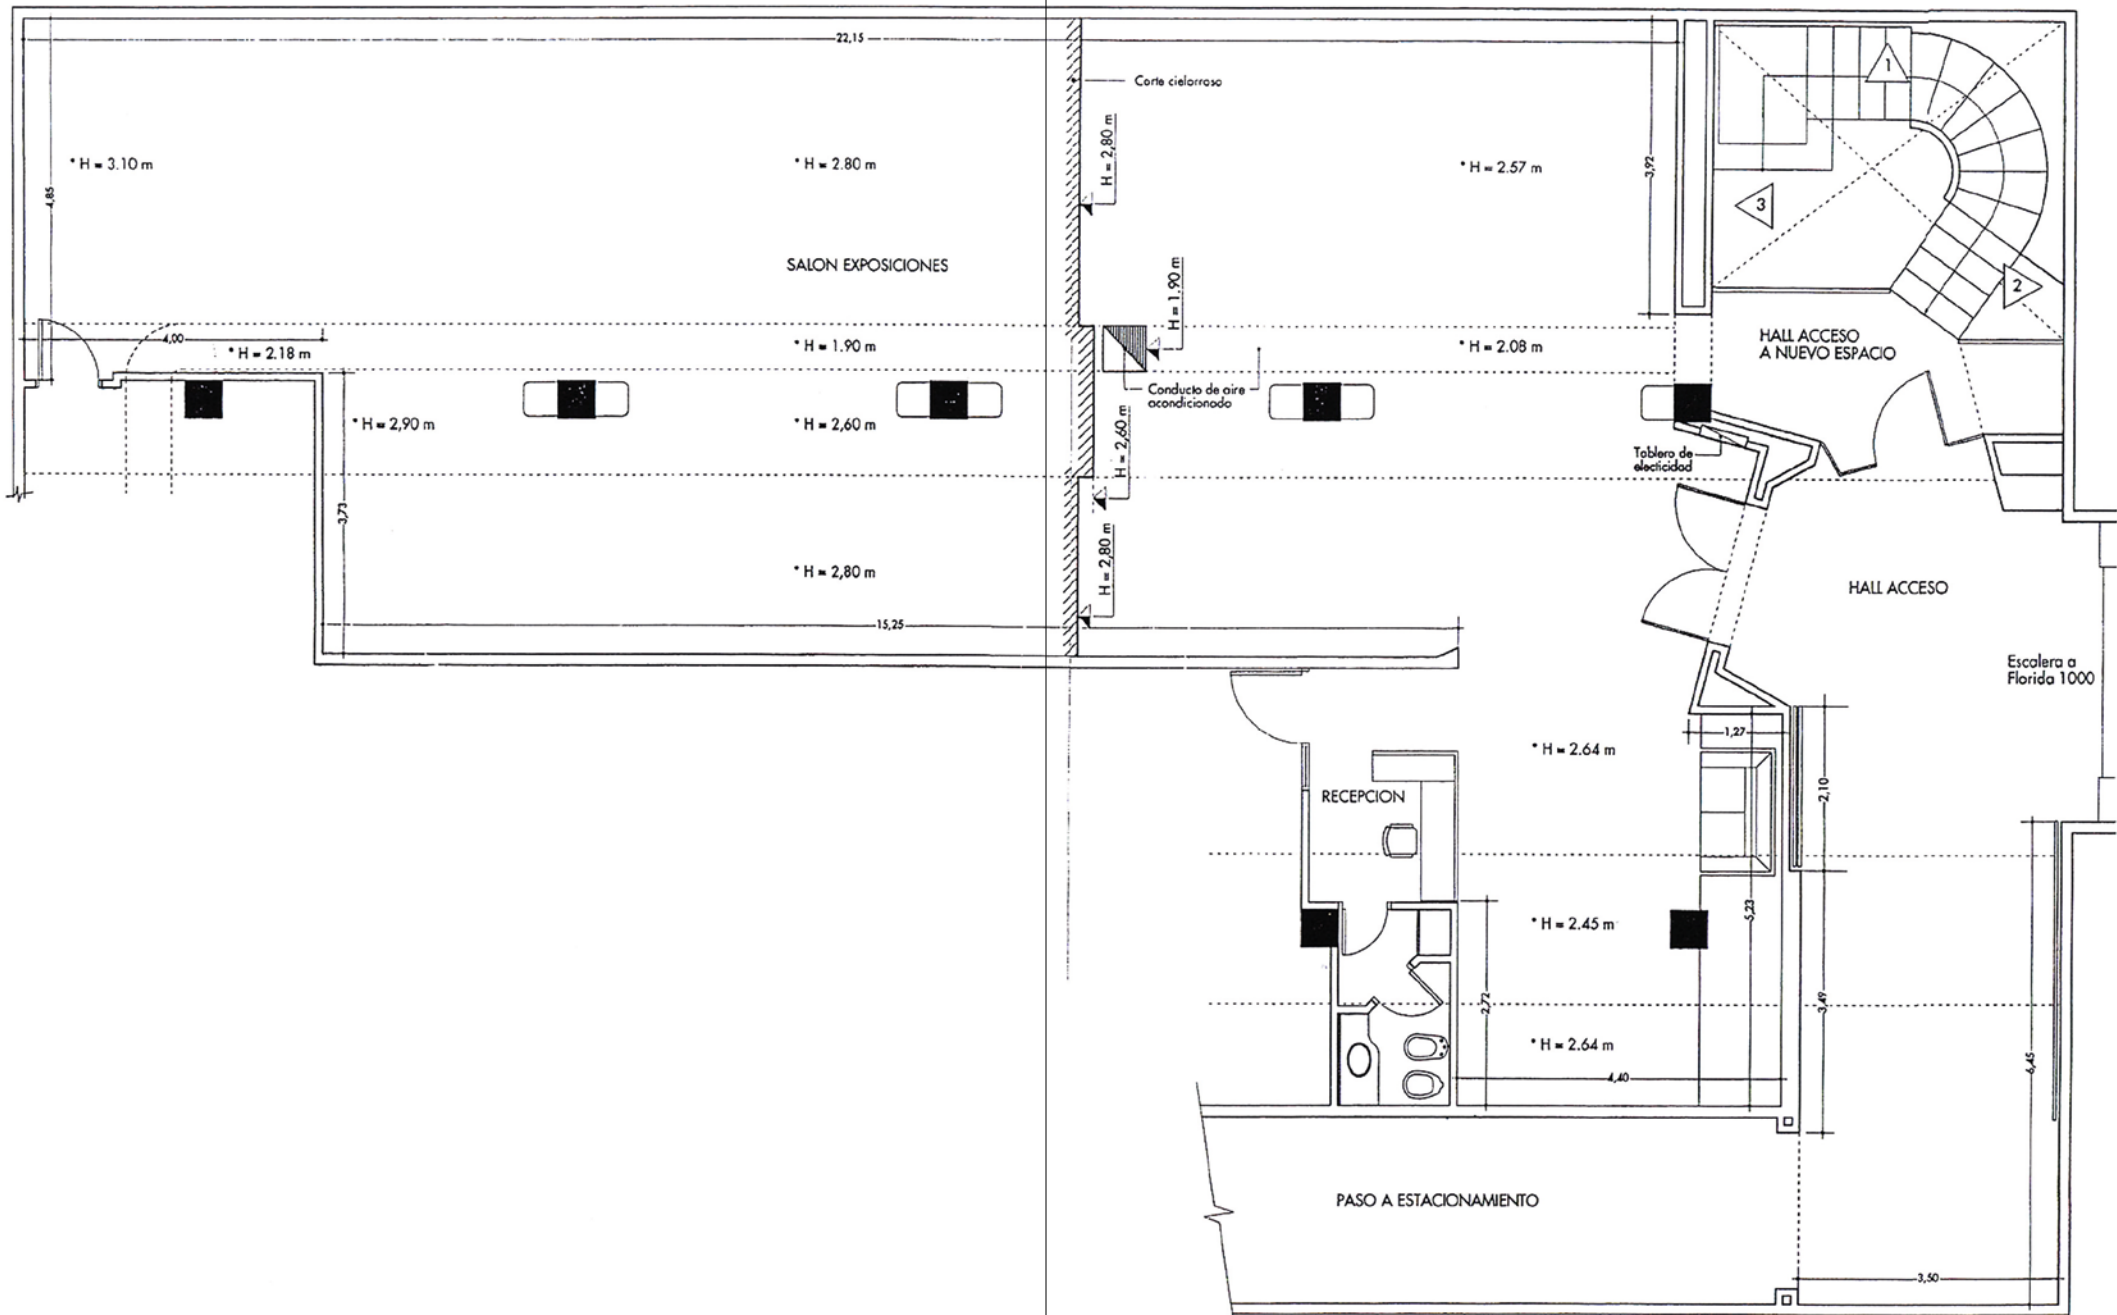 22,15
Corte cielorroso
1
* H = 3.10 m
* H = 2.80 m
H = 2,80 m
* H = 2.57 m
3,92
4,85
3
SALON EXPOSICIONES
H = 1.90 m
2
4,00
* H = 2.18 m
* H = 1.90 m
* H = 2.08 m
HALL ACCESO
A NUEVO ESPACIO
Conducto de aire
acondicionado
* H = 2,90 m
* H = 2,60 m
H = 2,60 m
Tablero de
electicidad
3,73
* H = 2,80 m
H = 2,80 m
HALL ACCESO
15,25
Escalera a
Florida 1000
1,27
* H = 2.64 m
RECEPCION
2,10
5,23
* H = 2.45 m
2,72
3,49
* H = 2.64 m
4,40
6,45
PASO A ESTACIONAMIENTO
3,50